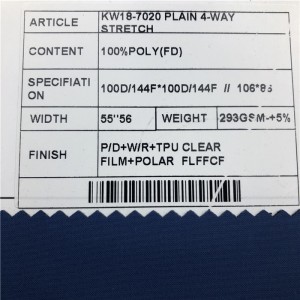 ARTICLE KW18-7020 PLAIN 4-WAY
STRETCH
CONTENT 100%POLY(FD)
SPECIFIATI
ON 100D/144F*100D/144F // 106*85
WIDTH 55"56 WEIGHT 293GSM-+5%
FINISH P/D+W/R+TPU CLEAR
FILM+POLAR FLFFCF